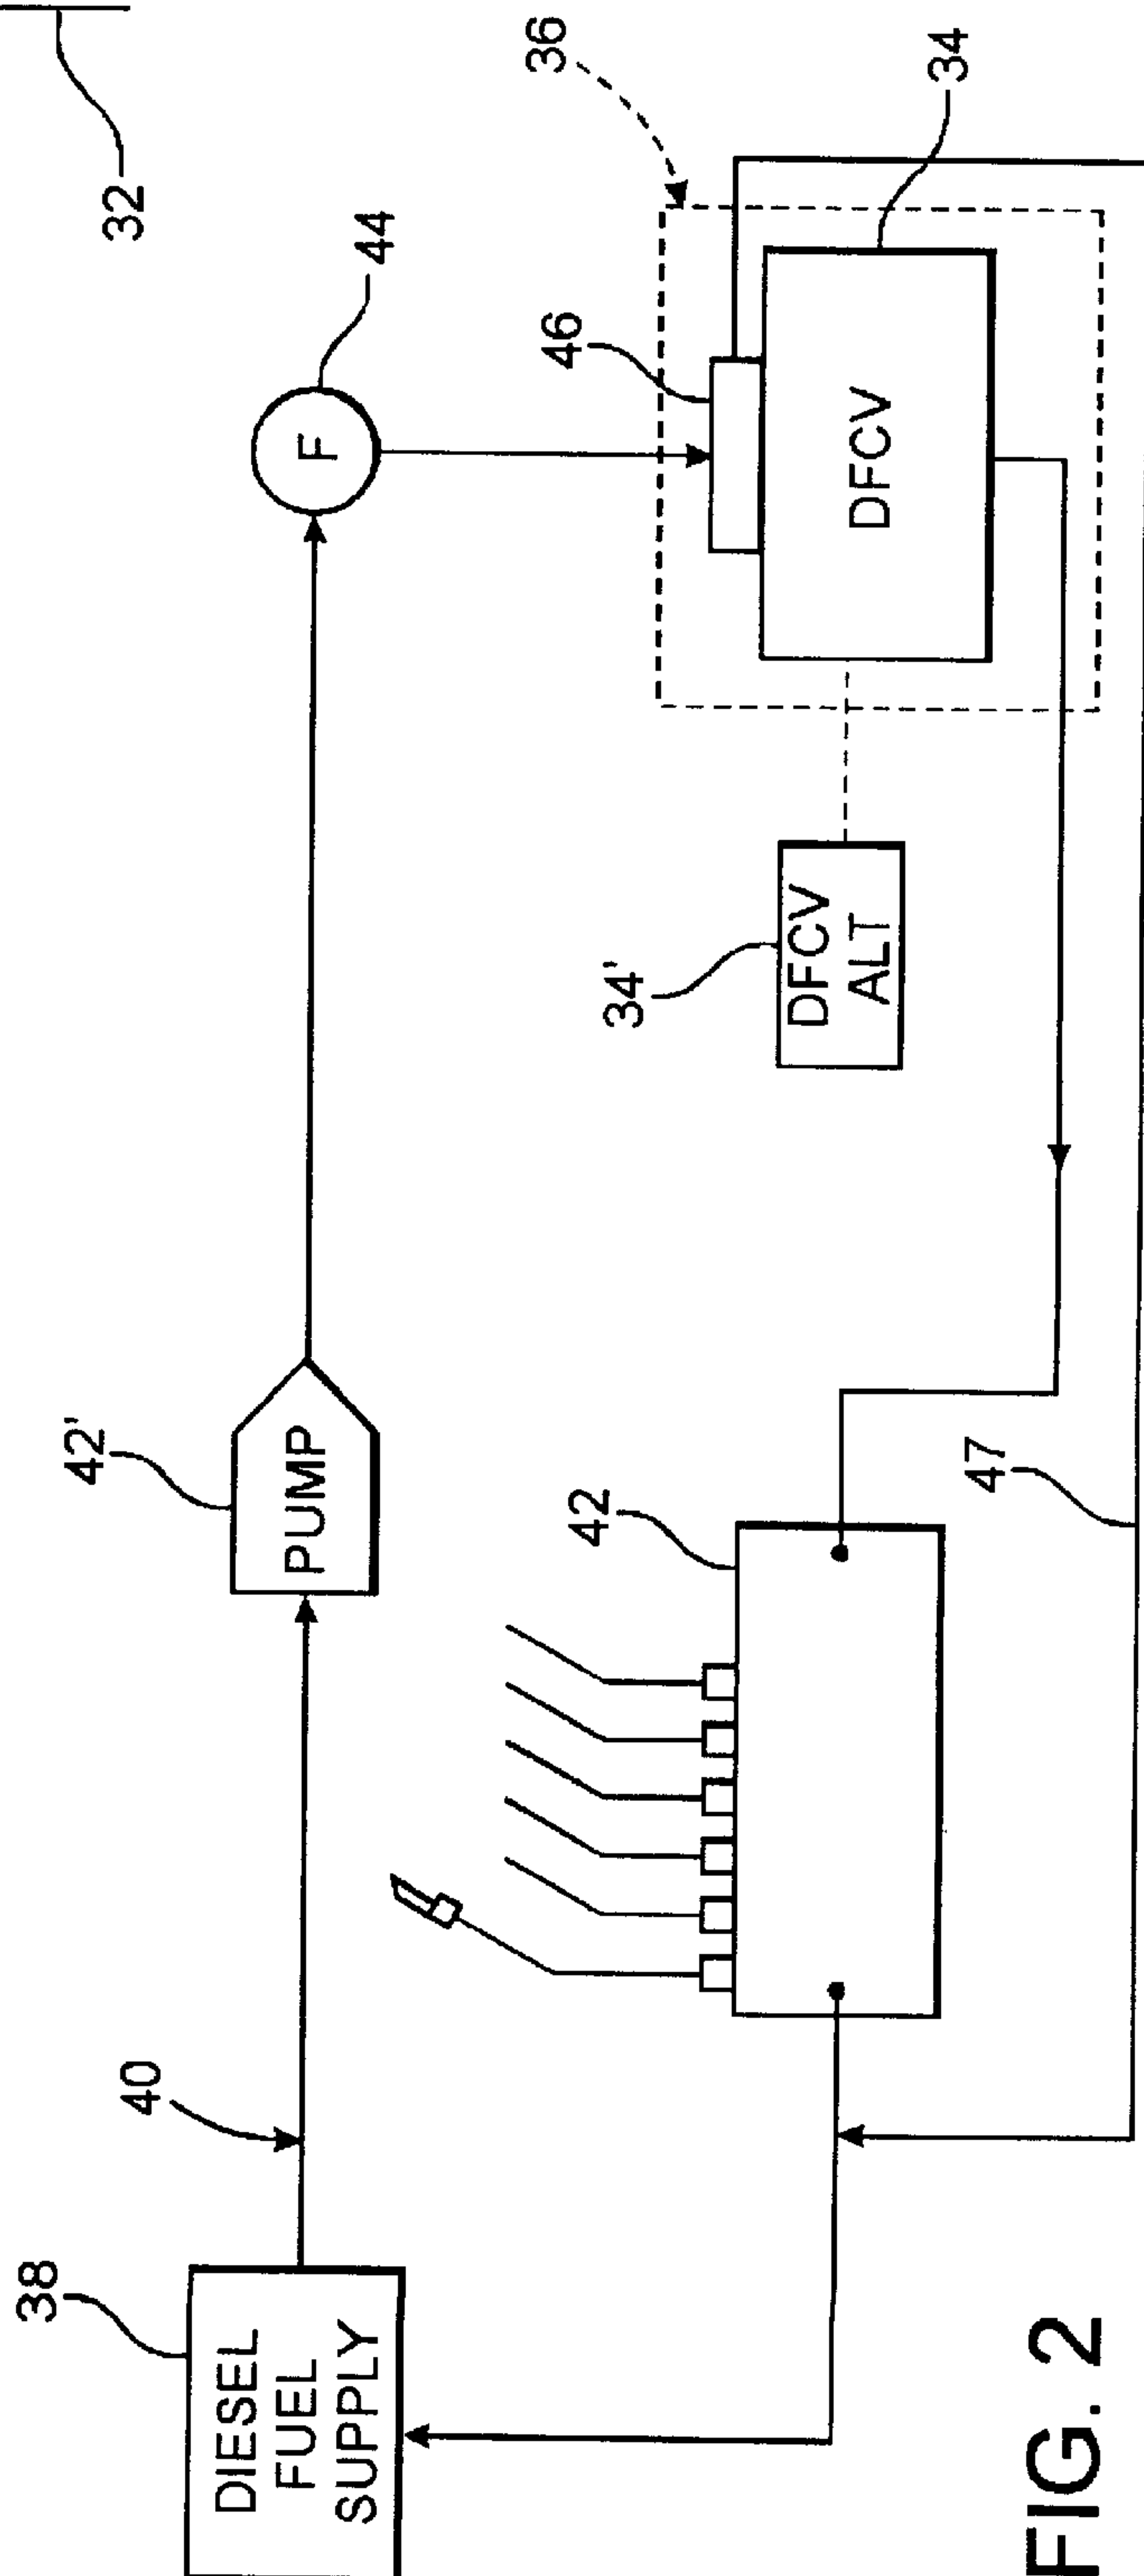 32
36
44
34
46
F
DFCV
34'
DFCV
ALT
42'
PUMP
42
47
40
38
DIESEL
FUEL
SUPPLY
FIG. 2